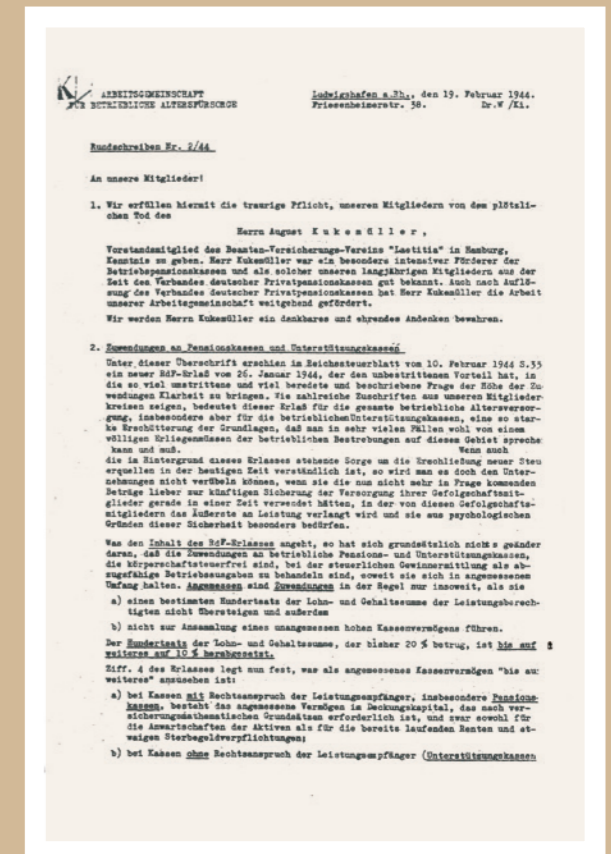 ARBEITSGEMEINSCHAFT
FÜR BETRIEBLICHE ALTERSFÜRSORGE
Ludwigshafen a.Rh., den 19. Februar 1944.
Friesenheimerstr. 38. Dr.W /Ki.
Rundschreiben Nr. 2/44
An unsere Mitglieder!
1. Wir erfüllen hiermit die traurige Pflicht, unseren Mitgliedern von dem plötzli-
chen Tod des
Herrn August K u k e m ü l l e r ,
Vorstandsmitglied des Beamten-Versicherungs-Vereins "Laetitia" in Hamburg,
Kenntnis zu geben. Herr Kukemüller war ein besonders intensiver Förderer der
Betriebspensionskassen und als solcher unseren langjährigen Mitgliedern aus der
Zeit des Verbandes deutscher Privatpensionskassen gut bekannt. Auch nach Auflö-
sung des Verbandes deutscher Privatpensionskassen hat Herr Kukemüller die Arbeit
unserer Arbeitsgemeinschaft weitgehend gefördert.
Wir werden Herrn Kukemüller ein dankbares und ehrendes Andenken bewahren.
2. Zuwendungen an Pensionskassen und Unterstützungskassen
Unter dieser Überschrift erschien im Reichssteuerblatt vom 10. Februar 1944 S.35
ein neuer RdF-Erlaß vom 26. Januar 1944, der den unbestrittenen Vorteil hat, in
die so viel umstrittene und viel beredete und beschriebene Frage der Höhe der Zu-
wendungen Klarheit zu bringen. Wie zahlreiche Zuschriften aus unseren Mitglieder-
kreisen zeigen, bedeutet dieser Erlaß für die gesamte betriebliche Altersversor-
gung, insbesondere aber für die betrieblichen Unterstützungskassen, eine so star-
ke Erschütterung der Grundlagen, daß man in sehr vielen Fällen wohl von einem
völligen Erliegenmüssen der betrieblichen Bestrebungen auf diesem Gebiet spreche
kann und muß. Wenn auch
die im Hintergrund dieses Erlasses stehende Sorge um die Erschließung neuer Steu
erquellen in der heutigen Zeit verständlich ist, so wird man es doch den Unter-
nehmungen nicht verübeln können, wenn sie die nun nicht mehr in Frage kommenden
Beträge lieber zur künftigen Sicherung der Versorgung ihrer Gefolgschaftsmit-
glieder gerade in einer Zeit verwendet hätten, in der von diesen Gefolgschafts-
mitgliedern das Äußerste an Leistung verlangt wird und sie aus psychologischen
Gründen dieser Sicherheit besonders bedürfen.
Was den Inhalt des RdF-Erlasses angeht, so hat sich grundsätzlich nichts geänder
daran, daß die Zuwendungen an betriebliche Pensions- und Unterstützungskassen,
die körperschaftsteuerfrei sind, bei der steuerlichen Gewinnermittlung als ab-
zugsfähige Betriebsausgaben zu behandeln sind, soweit sie sich in angemessenem
Umfang halten. Angemessen sind Zuwendungen in der Regel nur insoweit, als sie
a) einen bestimmten Hundertsatz der Lohn- und Gehaltssumme der Leistungsberech-
tigten nicht übersteigen und außerdem
b) nicht zur Ansammlung eines unangemessen hohen Kassenvermögens führen.
Der Hundertsatz der Lohn- und Gehaltssumme, der bisher 20 % betrug, ist bis auf
weiteres auf 10 % herabgesetzt.
Ziff. 4 des Erlasses legt nun fest, was als angemessenes Kassenvermögen "bis au
weiteres" anzusehen ist:
a) bei Kassen mit Rechtsanspruch der Leistungsempfänger, insbesondere Pensions-
kassen, besteht das angemessene Vermögen im Deckungskapital, das nach ver-
sicherungsmathematischen Grundsätzen erforderlich ist, und zwar sowohl für
die Anwartschaften der Aktiven als für die bereits laufenden Renten und et-
waigen Sterbegeldverpflichtungen;
b) bei Kassen ohne Rechtsanspruch der Leistungsempfänger (Unterstützungskassen